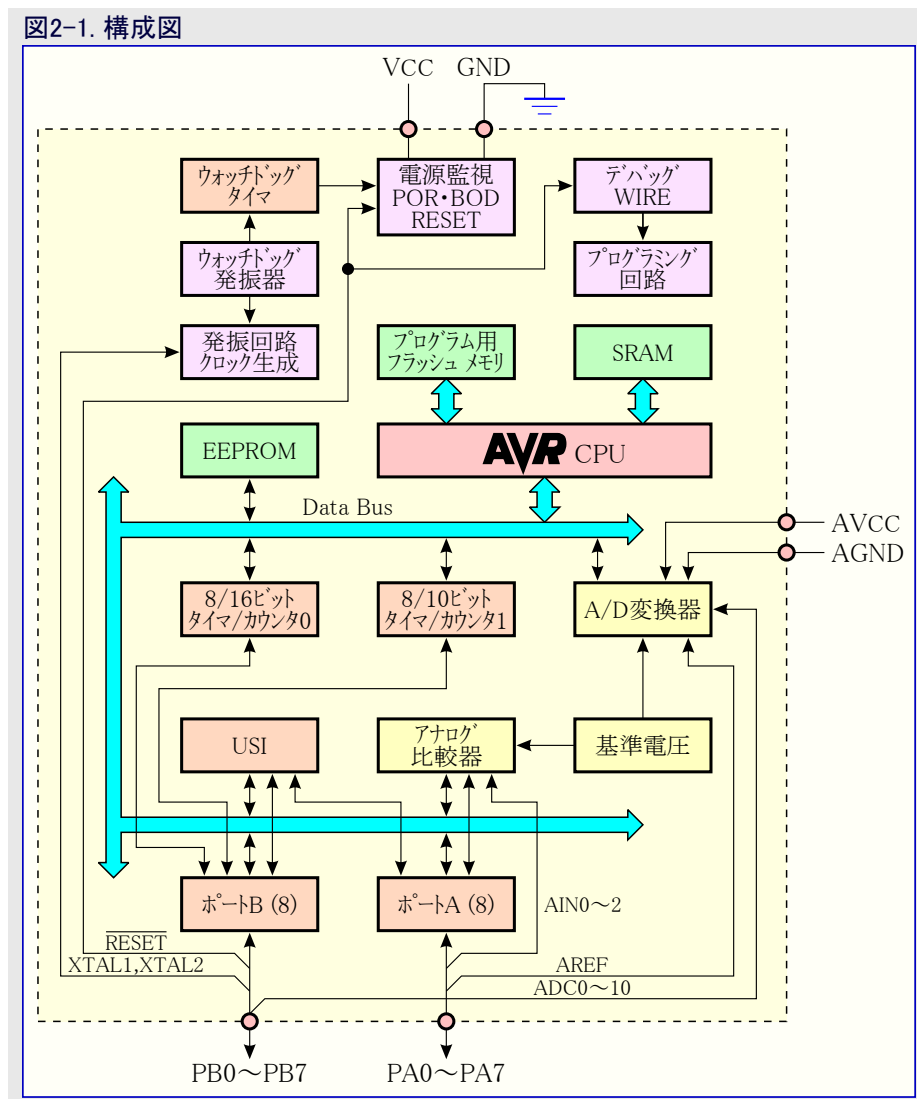 図2-1. 構成図
VCC GND
ウォッチドッグ
タイマ
電源監視
POR・BOD
RESET
デバッグ
WIRE
ウォッチドッグ
発振器
プログラミング
回路
発振回路
クロック生成
プログラム用
フラッシュ メモリ
SRAM
EEPROM
AVR CPU
Data Bus
AVCC
AGND
8/16ビット
タイマ/カウンタ0
8/10ビット
タイマ/カウンタ1
A/D変換器
USI
アナログ
比較器
基準電圧
ポートB (8)
ポートA (8)
AIN0～2
RESET
XTAL1,XTAL2
AREF
ADC0～10
PB0～PB7
PA0～PA7